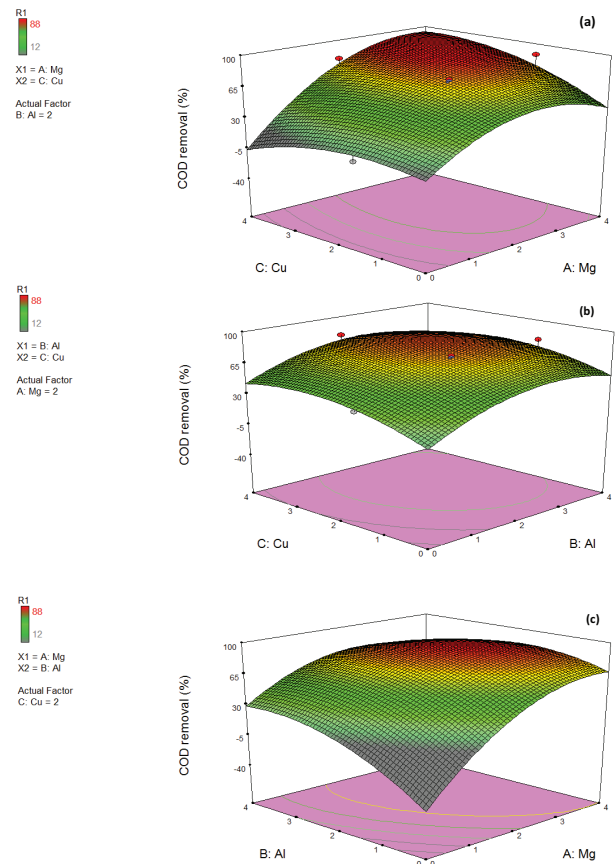 (a)
R1
88
12
X1 = A: Mg
X2 = C: Cu
Actual Factor
B: Al = 2
COD removal (%)
100
65
30
-5
-40
4
3
2
1
0
0
1
2
3
4
C: Cu
A: Mg
(b)
R1
88
12
X1 = B: Al
X2 = C: Cu
Actual Factor
A: Mg = 2
COD removal (%)
100
65
30
-5
-40
4
3
2
1
0
0
1
2
3
4
C: Cu
B: Al
(c)
R1
88
12
X1 = A: Mg
X2 = B: Al
Actual Factor
C: Cu = 2
COD removal (%)
100
65
30
-5
-40
4
3
2
1
0
0
1
2
3
4
B: Al
A: Mg